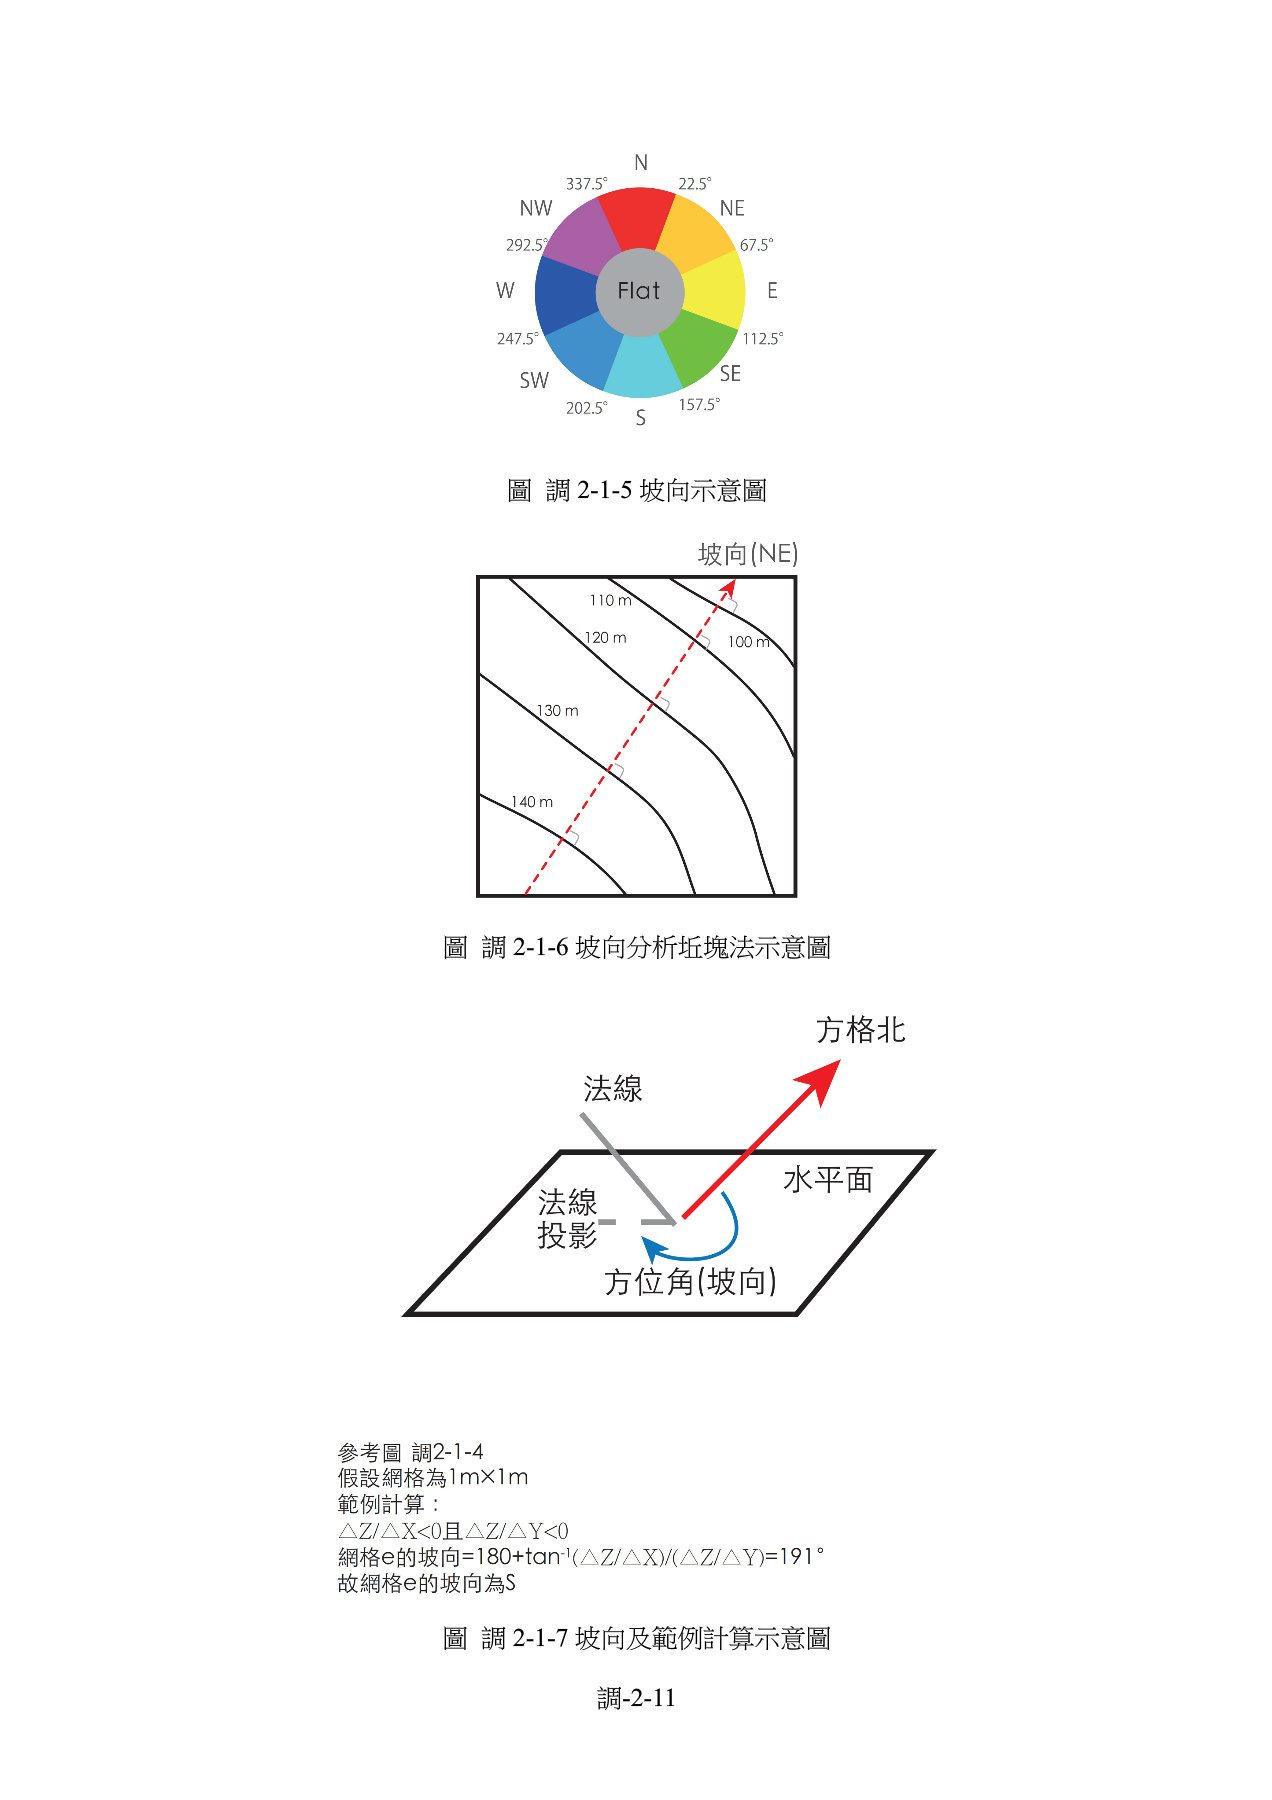 N
337.5°
22.5°
NW
NE
292.5°
67.5°
W
Flat
E
247.5°
112.5°
SW
SE
202.5°
157.5°
S
圖 調 2-1-5 坡向示意圖
坡向(NE)
110 m
120 m
100 m
130 m
140 m
圖 調 2-1-6 坡向分析坵塊法示意圖
方格北
法線
水平面
法線
投影
方位角(坡向)
參考圖 調2-1-4
假設網格為1m×1m
範例計算：
△Z/△X<0且△Z/△Y<0
網格e的坡向=180+tan⁻¹(△Z/△X)/(△Z/△Y)=191°
故網格e的坡向為S
圖 調 2-1-7 坡向及範例計算示意圖
調-2-11